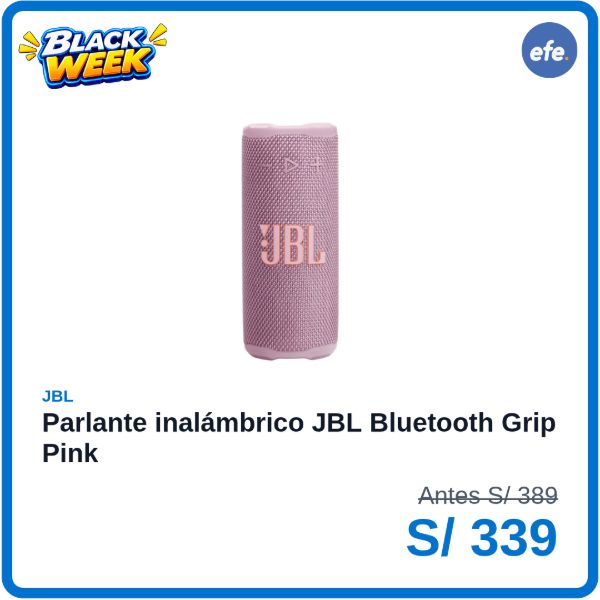 BLACK
WEEK
efe.
JBL
JBL
Parlante inalámbrico JBL Bluetooth Grip
Pink
Antes S/ 389
S/ 339